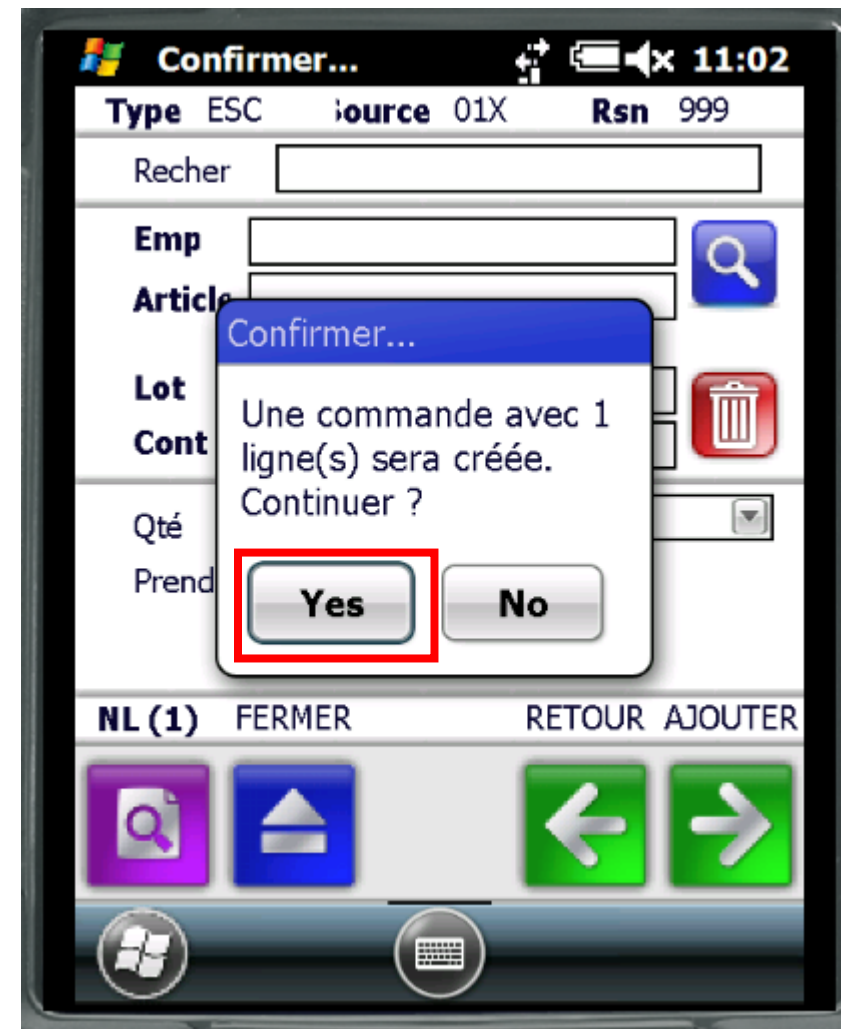 Confirmer... 11:02
Type ESC ource 01X Rsn 999
Recher
Emp
Article
Confirmer...
Lot
Une commande avec 1
Cont
ligne(s) sera créée.
Continuer ?
Qté
Prend
Yes No
NL (1) FERMER RETOUR AJOUTER